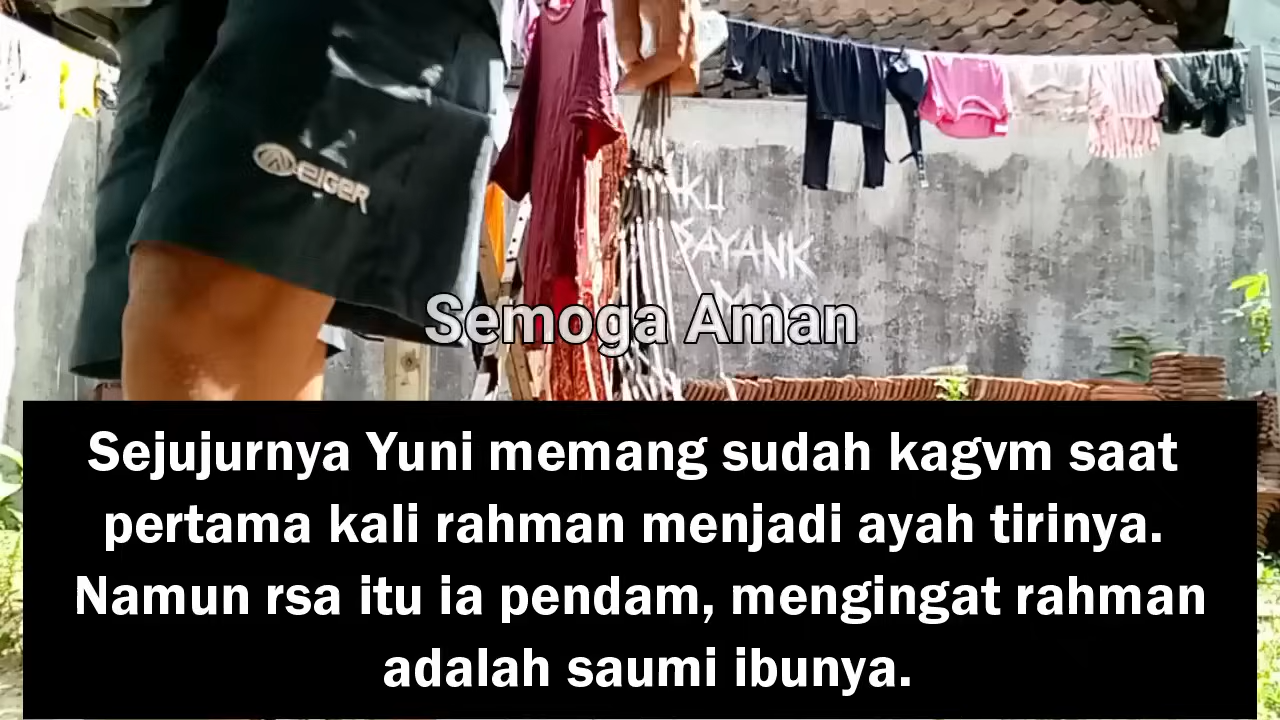 EIGER
AKU
SAYANK
Semoga Aman
Sejujurnya Yuni memang sudah kagvm saat
pertama kali rahman menjadi ayah tirinya.
Namun rsa itu ia pendam, mengingat rahman
adalah saumi ibunya.